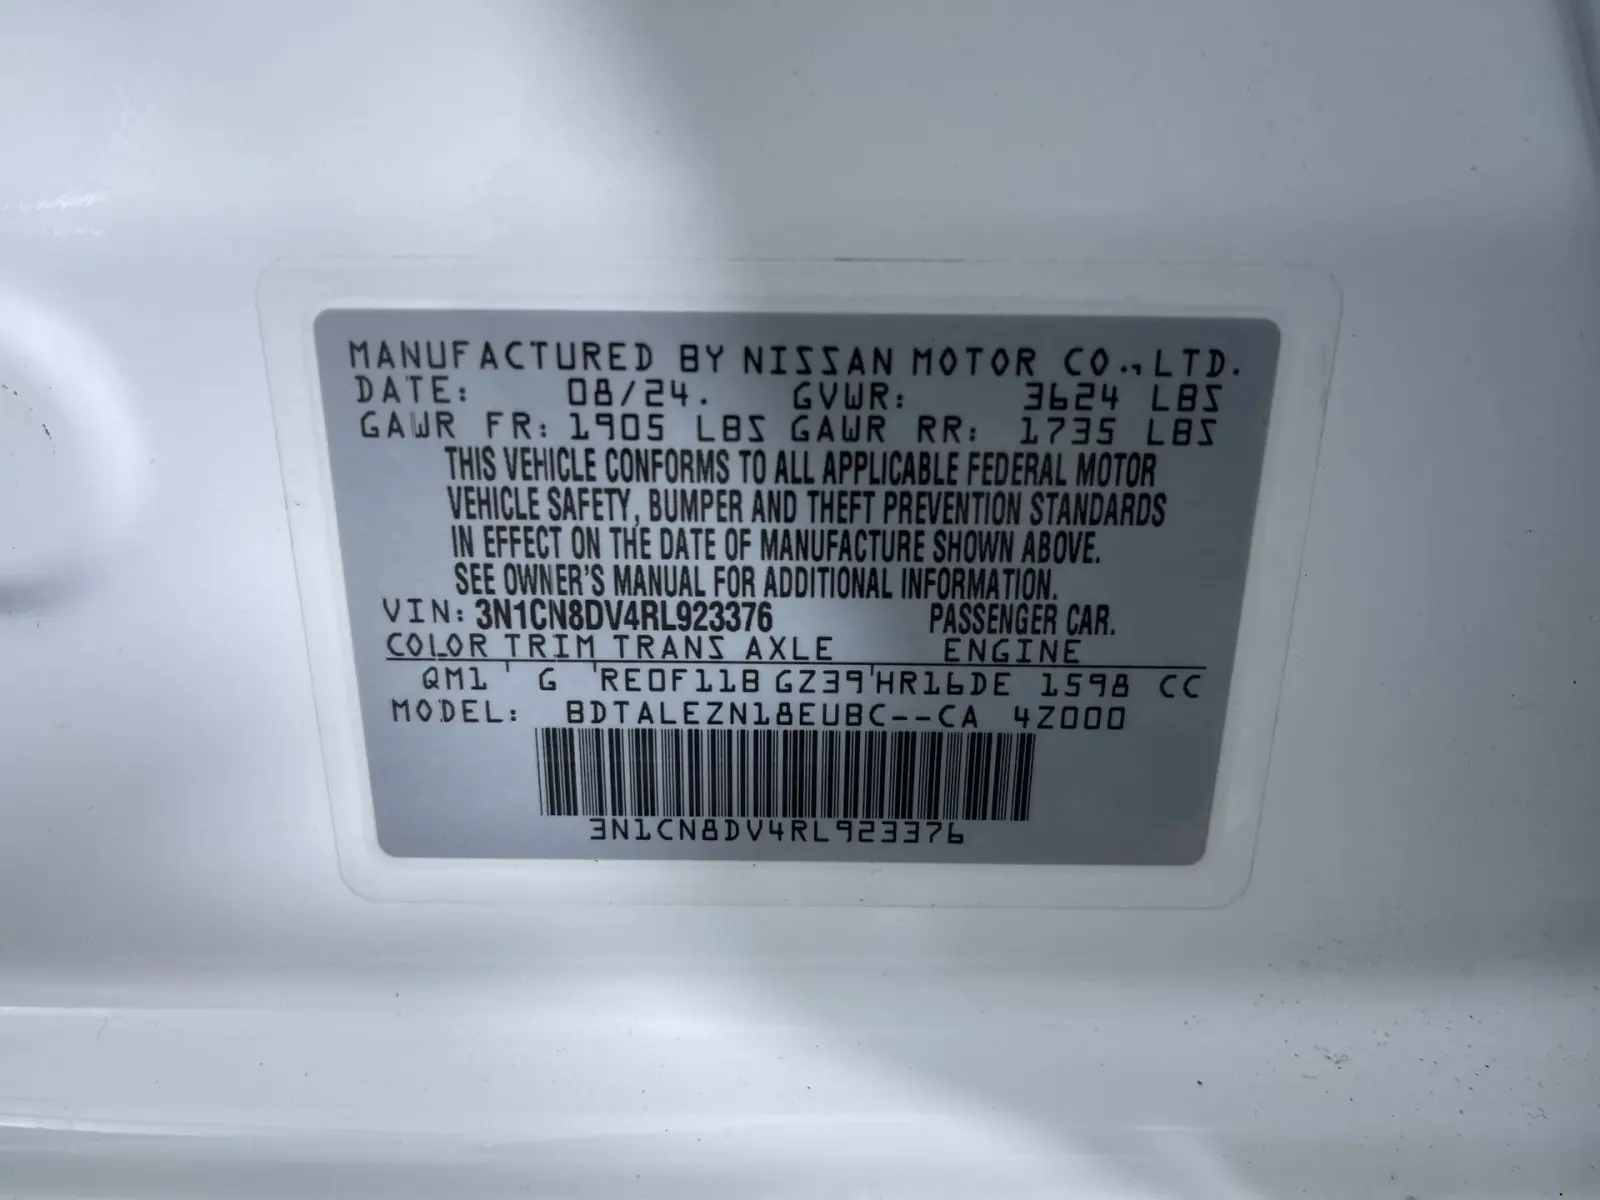 MANUFACTURED BY NISSAN MOTOR CO., LTD.
DATE: 08/24. GVWR: 3624 LBS
GAWR FR: 1905 LBS GAWR RR: 1735 LBS
THIS VEHICLE CONFORMS TO ALL APPLICABLE FEDERAL MOTOR
VEHICLE SAFETY, BUMPER AND THEFT PREVENTION STANDARDS
IN EFFECT ON THE DATE OF MANUFACTURE SHOWN ABOVE.
SEE OWNER'S MANUAL FOR ADDITIONAL INFORMATION.
VIN: 3N1CN8DV4RL923376 PASSENGER CAR.
COLOR TRIM TRANS AXLE ENGINE
QM1 G RE0F11B GZ39 HR16DE 1598 CC
MODEL: BDTALEZN18EUBC--CA 4Z000
3N1CN8DV4RL923376